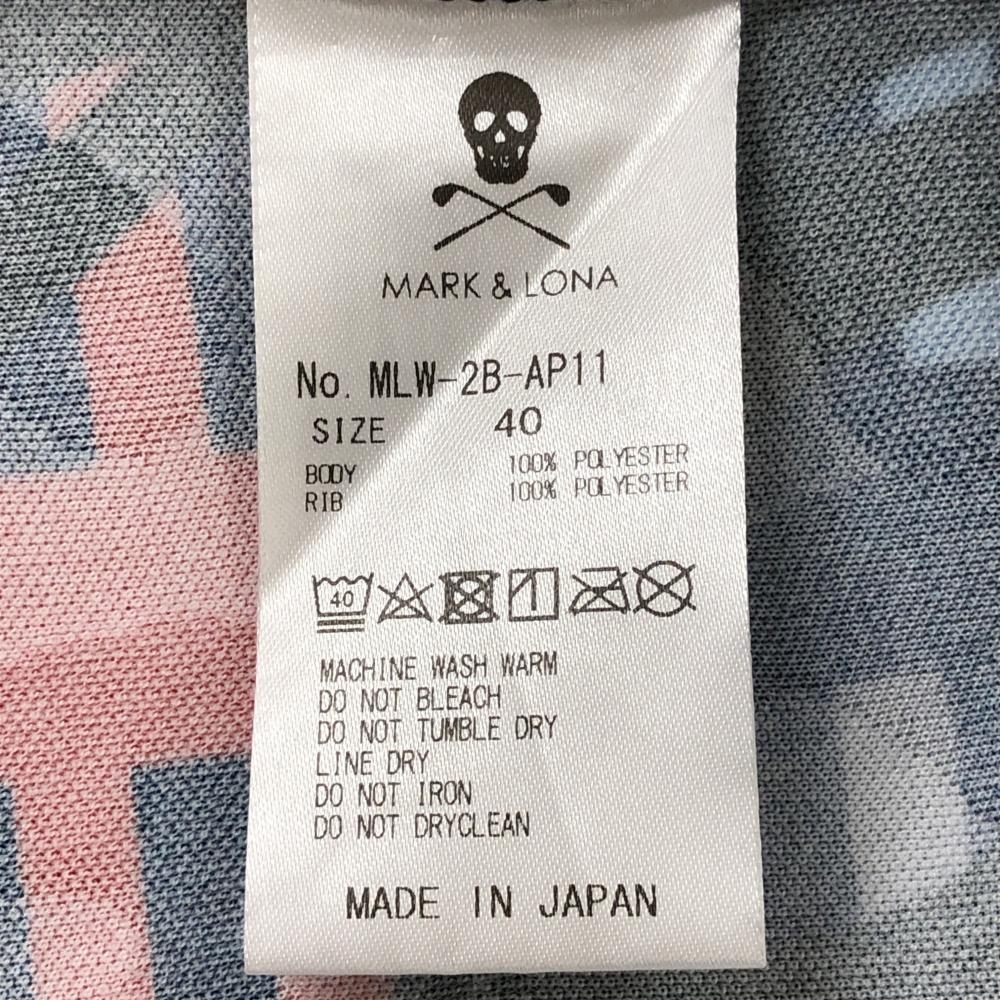 MARK & LONA
No. MLW-2B-AP11
SIZE 40
BODY 100% POLYESTER
RIB 100% POLYESTER
40
MACHINE WASH WARM
DO NOT BLEACH
DO NOT TUMBLE DRY
LINE DRY
DO NOT IRON
DO NOT DRYCLEAN
MADE IN JAPAN